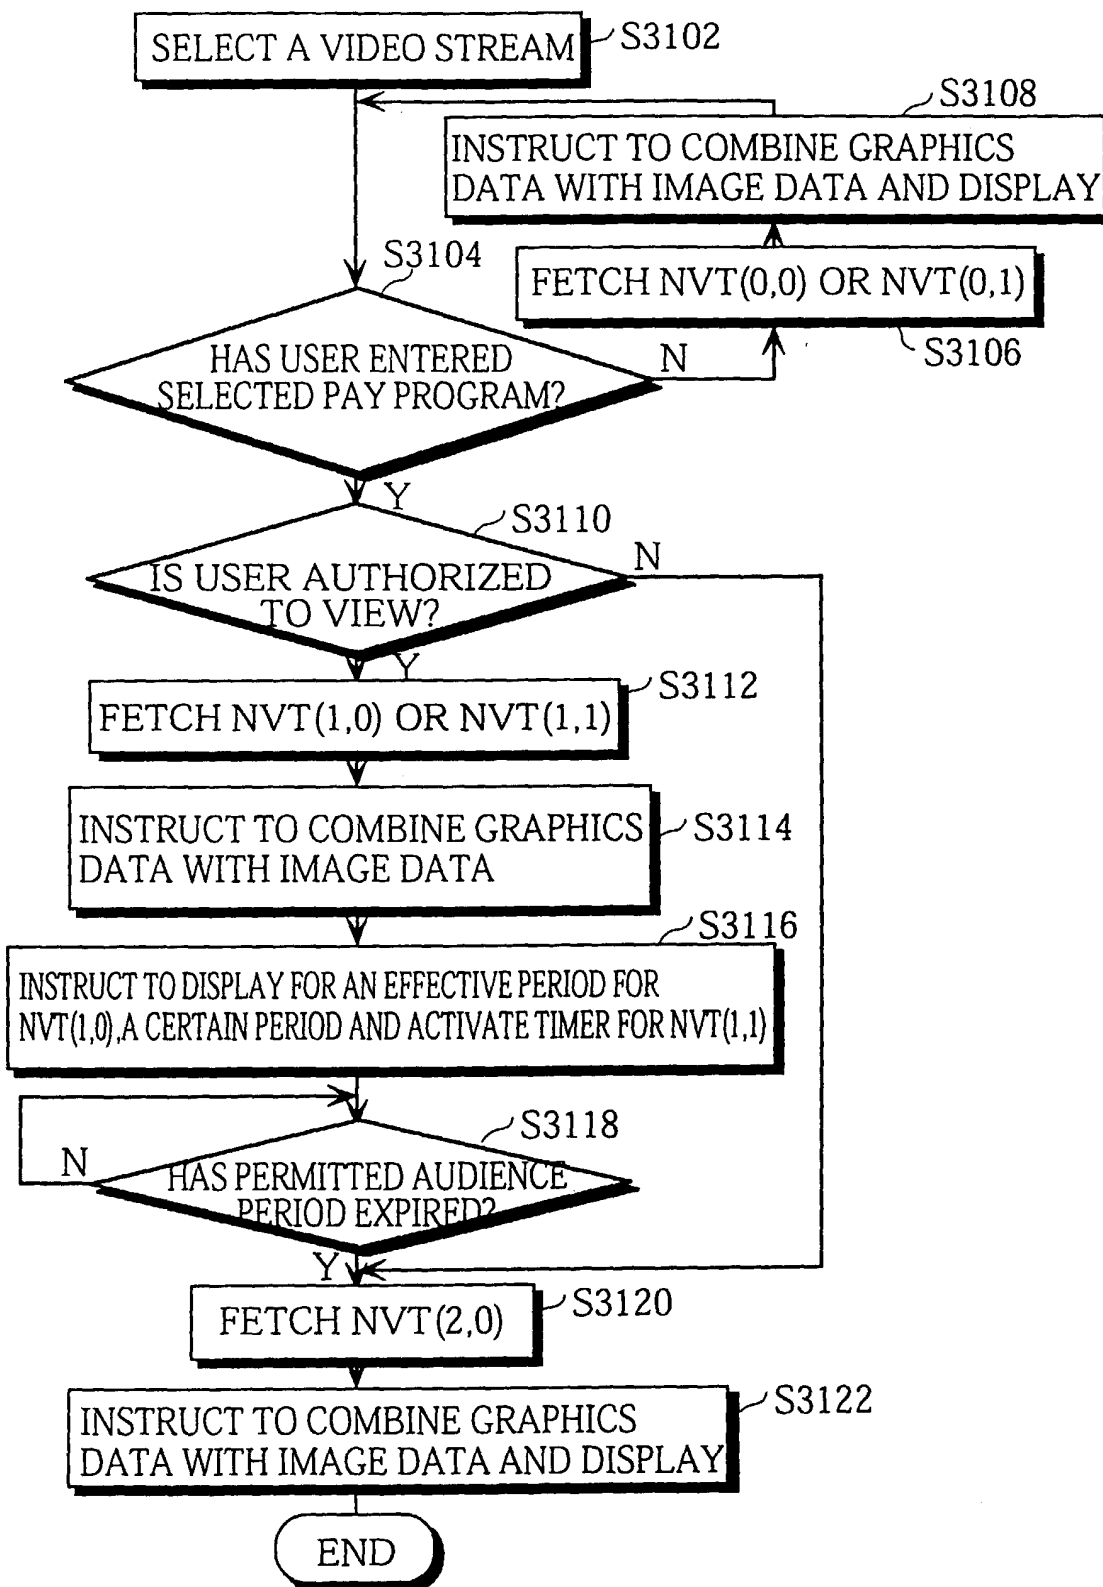 SELECT A VIDEO STREAM
S3102
S3108
INSTRUCT TO COMBINE GRAPHICS
DATA WITH IMAGE DATA AND DISPLAY
S3104
FETCH NVT(0,0) OR NVT(0,1)
S3106
HAS USER ENTERED
SELECTED PAY PROGRAM?
N
Y
S3110
IS USER AUTHORIZED
TO VIEW?
N
Y
S3112
FETCH NVT(1,0) OR NVT(1,1)
INSTRUCT TO COMBINE GRAPHICS
DATA WITH IMAGE DATA
S3114
S3116
INSTRUCT TO DISPLAY FOR AN EFFECTIVE PERIOD FOR
NVT(1,0),A CERTAIN PERIOD AND ACTIVATE TIMER FOR NVT(1,1)
S3118
N
HAS PERMITTED AUDIENCE
PERIOD EXPIRED?
Y
FETCH NVT(2,0)
S3120
S3122
INSTRUCT TO COMBINE GRAPHICS
DATA WITH IMAGE DATA AND DISPLAY
END